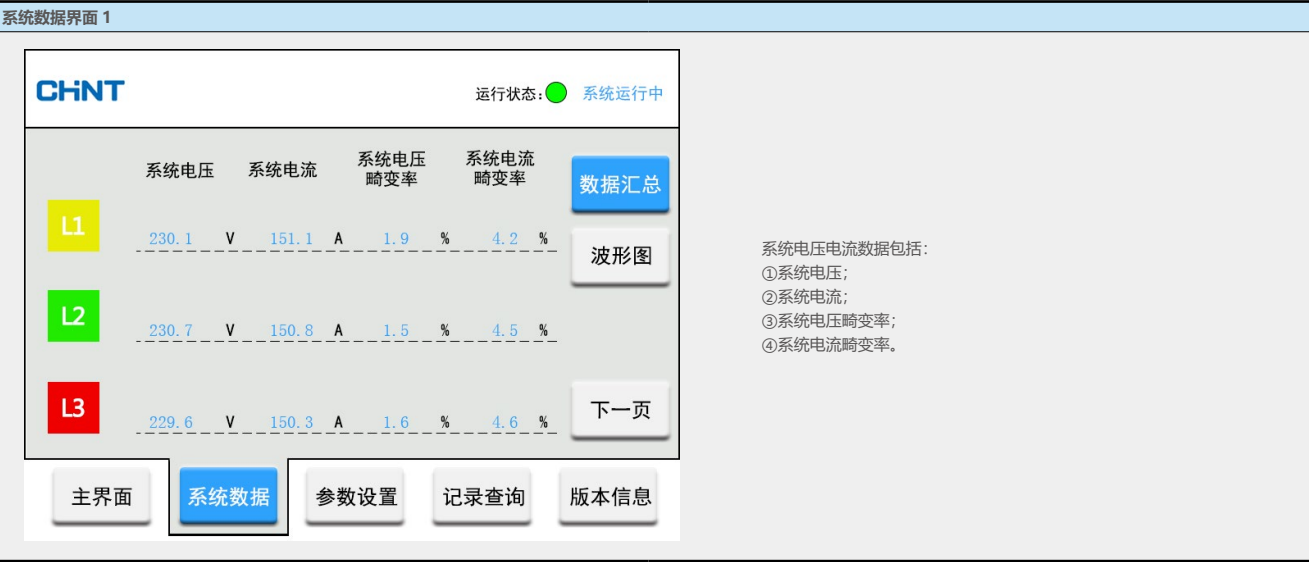 系统数据界面 1
CHNT
运行状态: 系统运行中
系统电压 系统电流 系统电压畸变率 系统电流畸变率
数据汇总
L1 230.1 V 151.1 A 1.9 % 4.2 %
波形图
L2 230.7 V 150.8 A 1.5 % 4.5 %
L3 229.6 V 150.3 A 1.6 % 4.6 %
下一页
主界面 系统数据 参数设置 记录查询 版本信息
系统电压电流数据包括：
①系统电压；
②系统电流；
③系统电压畸变率；
④系统电流畸变率。